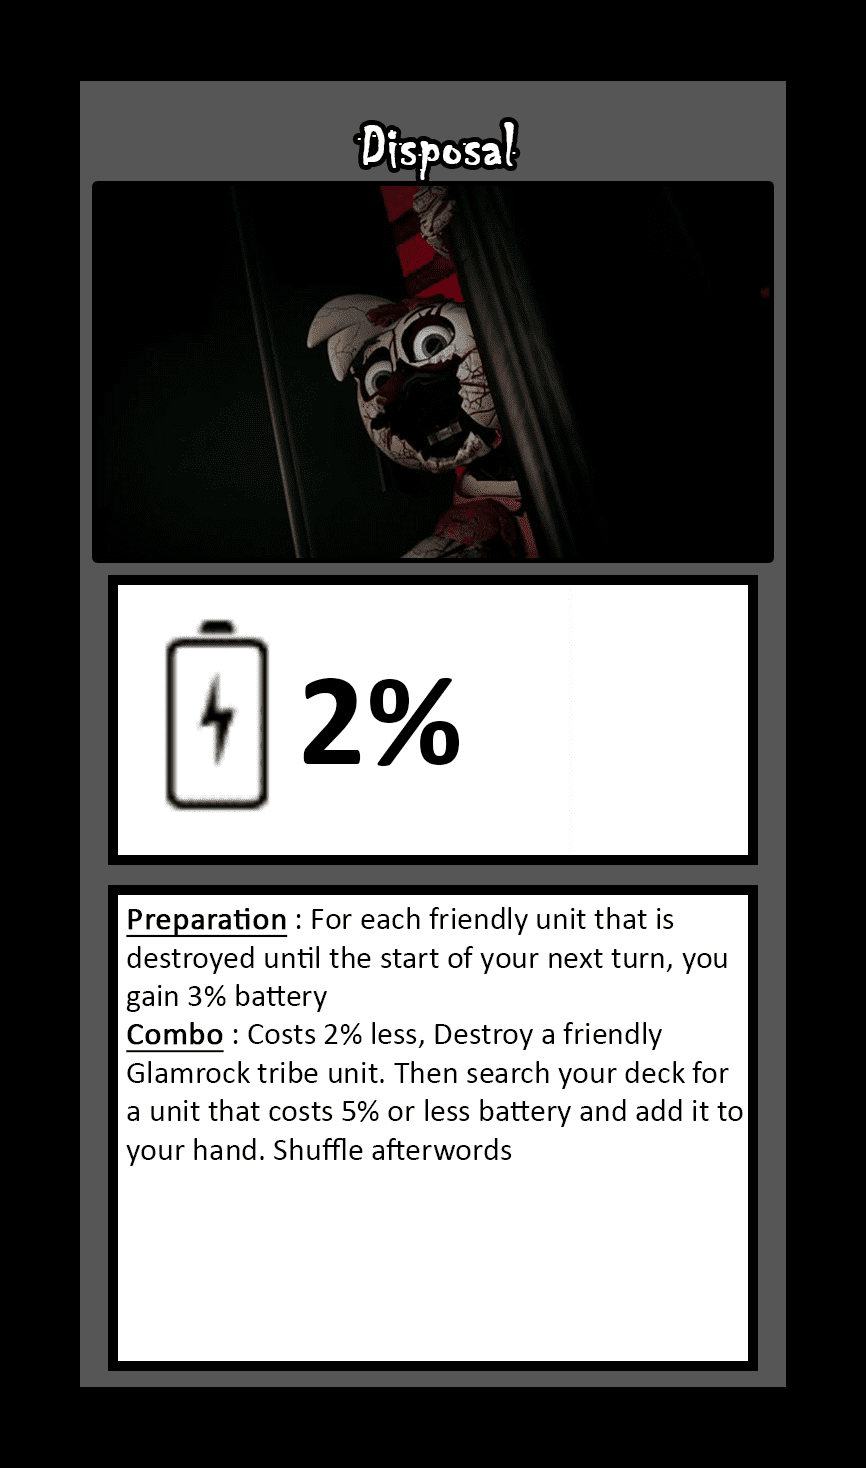 Disposal
2%
Preparation : For each friendly unit that is
destroyed until the start of your next turn, you
gain 3% battery
Combo : Costs 2% less, Destroy a friendly
Glamrock tribe unit. Then search your deck for
a unit that costs 5% or less battery and add it to
your hand. Shuffle afterwords